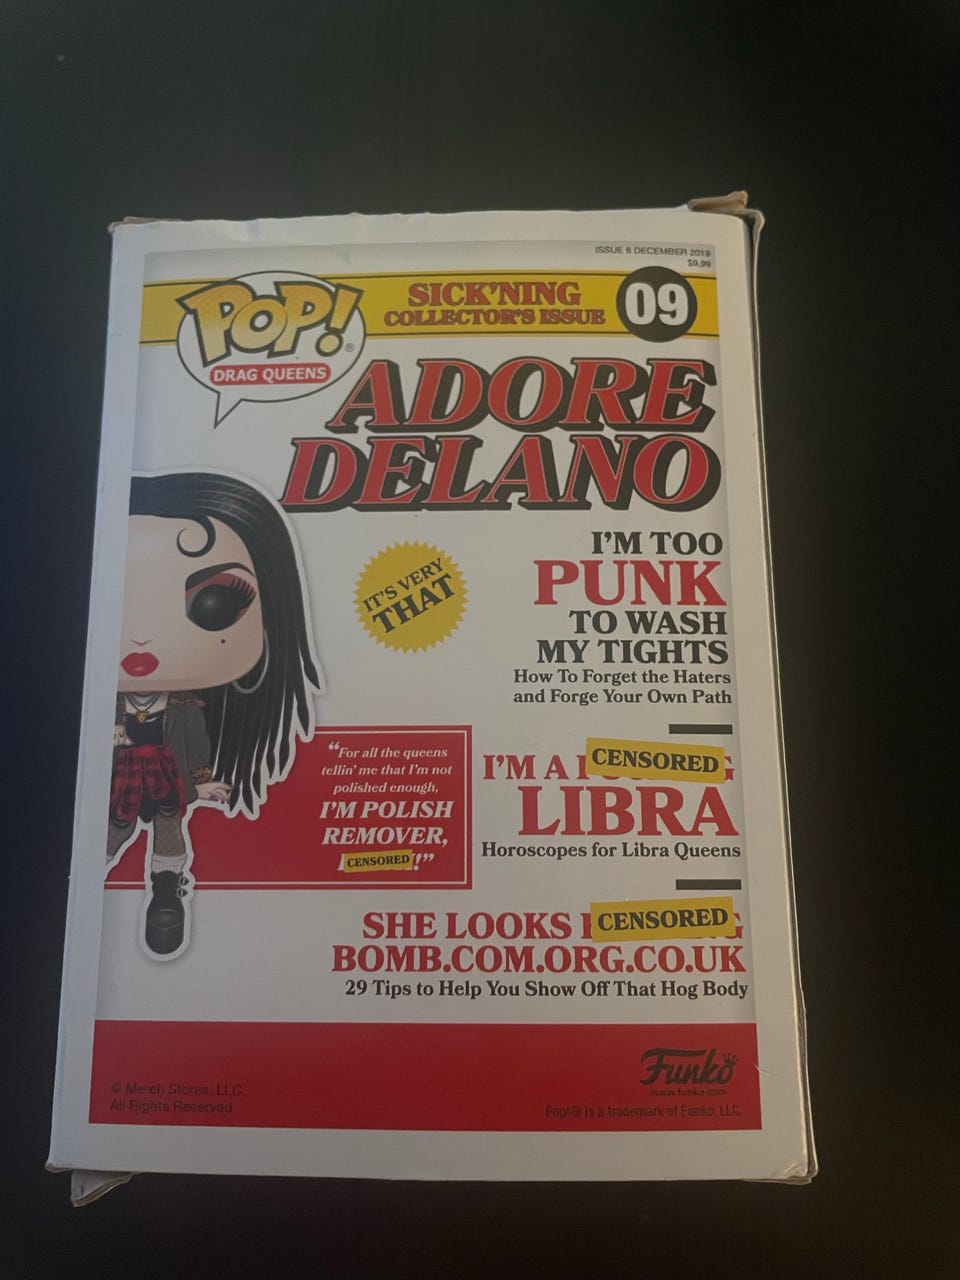 ISSUE 6 DECEMBER 2019
$9.99
POP!®
DRAG QUEENS
SICK'NING
COLLECTOR'S ISSUE
09
ADORE
DELANO
IT'S VERY
THAT
I'M TOO
PUNK
TO WASH
MY TIGHTS
How To Forget the Haters
and Forge Your Own Path
"For all the queens
tellin' me that I'm not
polished enough,
I'M POLISH
REMOVER,
CENSORED !"
I'M A CENSORED G
LIBRA
Horoscopes for Libra Queens
SHE LOOKS CENSORED G
BOMB.COM.ORG.CO.UK
29 Tips to Help You Show Off That Hog Body
© Merch Stores, LLC.
All Rights Reserved
Funko
www.funko.com
Pop!® is a trademark of Funko, LLC.